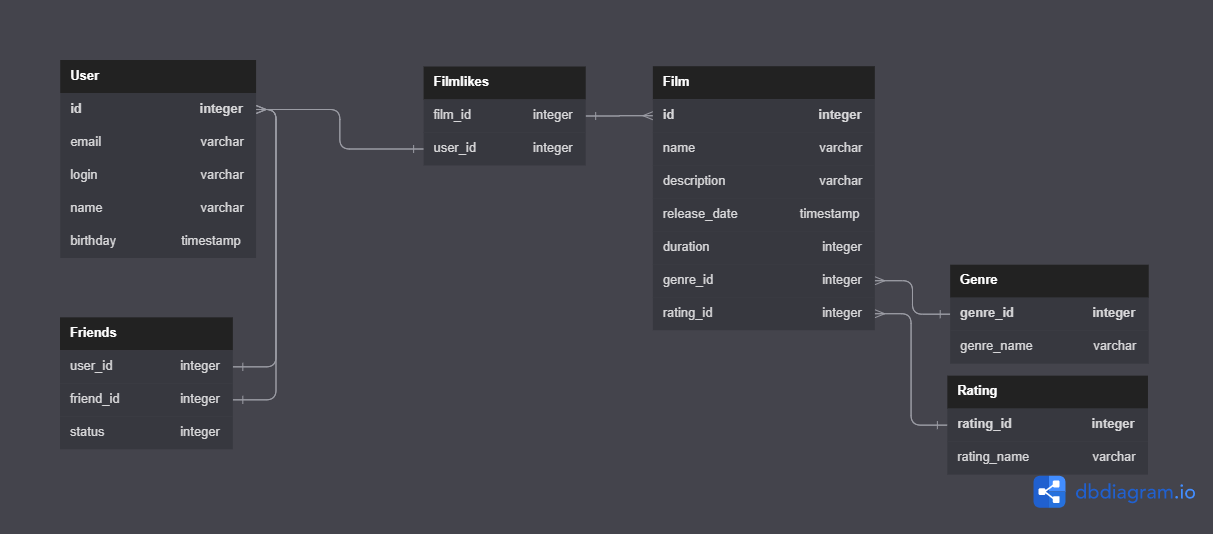 User
id integer
email varchar
login varchar
name varchar
birthday timestamp
Filmlikes
film_id integer
user_id integer
Film
id integer
name varchar
description varchar
release_date timestamp
duration integer
genre_id integer
rating_id integer
Friends
user_id integer
friend_id integer
status integer
Genre
genre_id integer
genre_name varchar
Rating
rating_id integer
rating_name varchar
dbdiagram.io